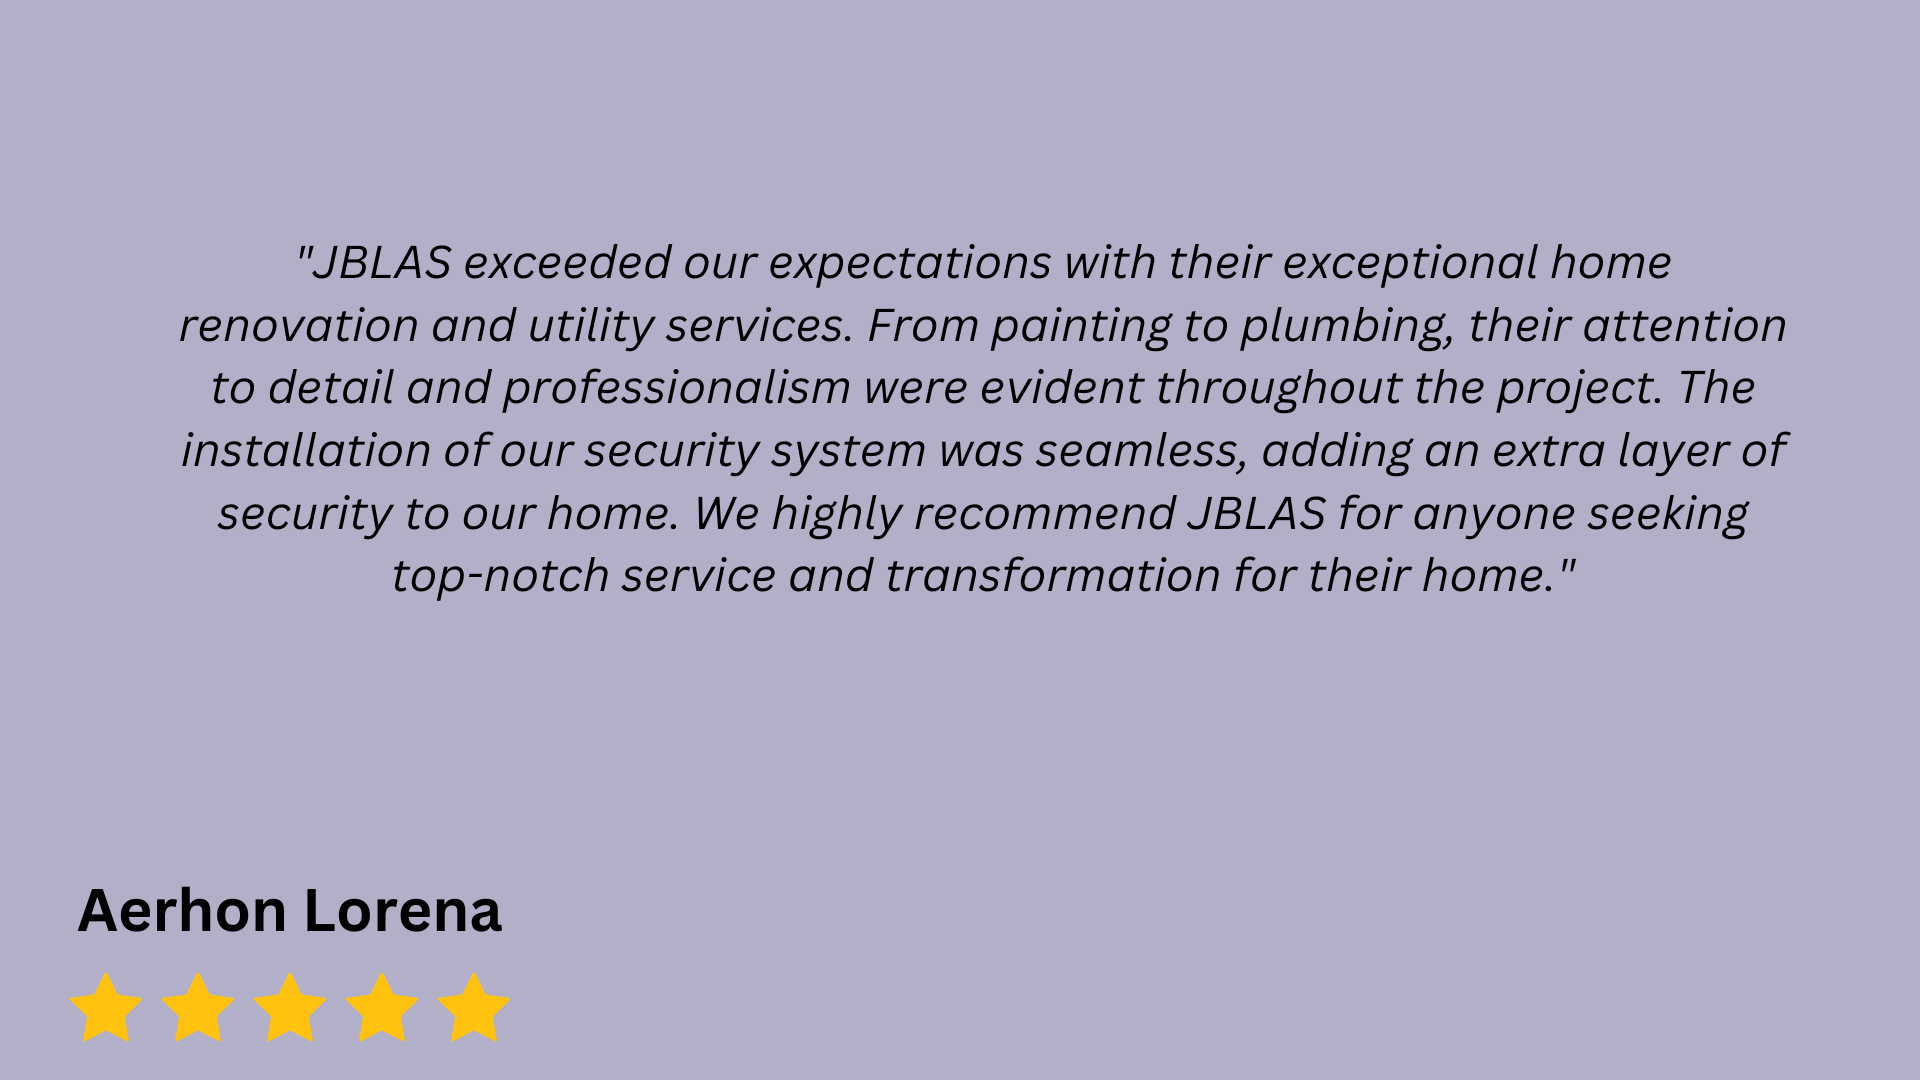 "JBLAS exceeded our expectations with their exceptional home
renovation and utility services. From painting to plumbing, their attention
to detail and professionalism were evident throughout the project. The
installation of our security system was seamless, adding an extra layer of
security to our home. We highly recommend JBLAS for anyone seeking
top-notch service and transformation for their home."
Aerhon Lorena